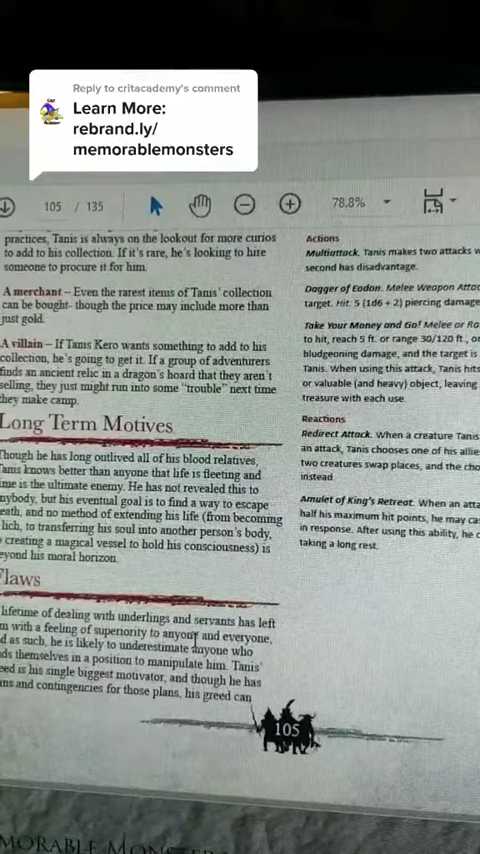 Reply to critacademy's comment
Learn More:
rebrand.ly/
memorablemonsters
105 / 135
78.8%
practices, Tanis is always on the lookout for more curios
to add to his collection. If it's rare, he's looking to hire
someone to procure it for him.
A merchant – Even the rarest items of Tanis' collection
can be bought- though the price may include more than
just gold.
A villain – If Tanis Kero wants something to add to his
collection, he's going to get it. If a group of adventurers
finds an ancient relic in a dragon's hoard that they aren't
selling, they just might run into some "trouble" next time
they make camp.
Long Term Motives
Though he has long outlived all of his blood relatives,
Tanis knows better than anyone that life is fleeting and
time is the ultimate enemy. He has not revealed this to
nybody, but his eventual goal is to find a way to escape
eath, and no method of extending his life (from becoming
lich, to transferring his soul into another person's body,
creating a magical vessel to hold his consciousness) is
eyond his moral horizon.
Flaws
lifetime of dealing with underlings and servants has left
m with a feeling of superiority to anyone and everyone,
d as such, he is likely to underestimate anyone who
ds themselves in a position to manipulate him. Tanis'
eed is his single biggest motivator, and though he has
ns and contingencies for those plans, his greed can
Actions
Multiattack. Tanis makes two attacks w
second has disadvantage.
Dagger of Eodon. Melee Weapon Attac
target. Hit: 5 (1d6 + 2) piercing damage
Take Your Money and Go! Melee or Ra
to hit, reach 5 ft. or range 30/120 ft., or
bludgeoning damage, and the target is
Tanis. When using this attack, Tanis hits
or valuable (and heavy) object, leaving
treasure with each use.
Reactions
Redirect Attack. When a creature Tanis
an attack, Tanis chooses one of his allie
two creatures swap places, and the cho
instead.
Amulet of King's Retreat. When an atta
half his maximum hit points, he may cas
in response. After using this ability, he c
taking a long rest.
105
MORABLE MONSTER